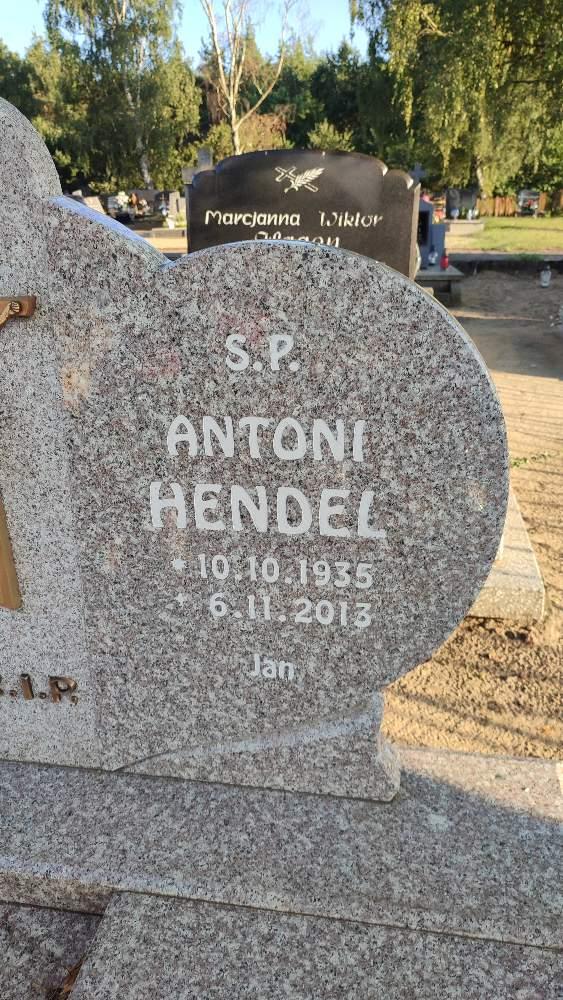 Marcjanna Wiktor
S.P.
ANTONI
HENDEL
* 10.10.1935
+ 6.11.2013
Jan
R.I.P.